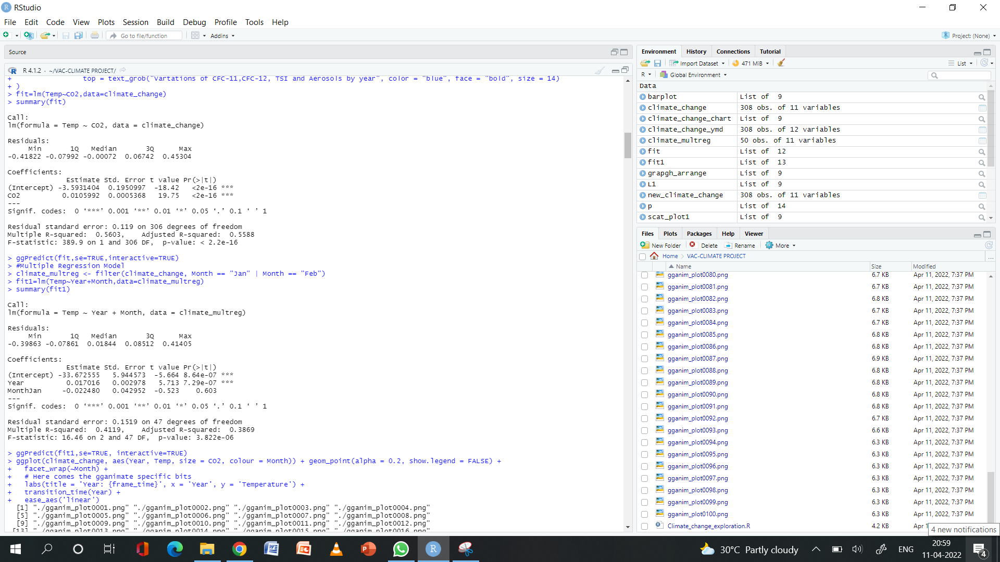 RStudio
File Edit Code View Plots Session Build Debug Profile Tools Help
Go to file/function Addins Project: (None)
Source
R 4.1.2 · ~/VAC-CLIMATE PROJECT/
+ top = text_grob("Vartations of CFC-11,CFC-12, TSI and Aerosols by year", color = "blue", face = "bold", size = 14)
+ )
> fit=lm(Temp~CO2,data=climate_change)
> summary(fit)
Call:
lm(formula = Temp ~ CO2, data = climate_change)
Residuals:
Min 1Q Median 3Q Max
-0.41822 -0.07992 -0.00072 0.06742 0.45304
Coefficients:
Estimate Std. Error t value Pr(>|t|)
(Intercept) -3.5931404 0.1950997 -18.42 <2e-16 ***
CO2 0.0105992 0.0005368 19.75 <2e-16 ***
---
Signif. codes: 0 ‘***’ 0.001 ‘**’ 0.01 ‘*’ 0.05 ‘.’ 0.1 ‘ ’ 1
Residual standard error: 0.119 on 306 degrees of freedom
Multiple R-squared: 0.5603, Adjusted R-squared: 0.5588
F-statistic: 389.9 on 1 and 306 DF, p-value: < 2.2e-16
> ggPredict(fit,se=TRUE,interactive=TRUE)
> #Multiple Regression Model
> climate_multreg <- filter(climate_change, Month == "Jan" | Month == "Feb")
> fit1=lm(Temp~Year+Month,data=climate_multreg)
> summary(fit1)
Call:
lm(formula = Temp ~ Year + Month, data = climate_multreg)
Residuals:
Min 1Q Median 3Q Max
-0.39863 -0.07861 0.01844 0.08512 0.41405
Coefficients:
Estimate Std. Error t value Pr(>|t|)
(Intercept) -33.672555 5.944573 -5.664 8.64e-07 ***
Year 0.017016 0.002978 5.713 7.29e-07 ***
MonthJan -0.022480 0.042952 -0.523 0.603
---
Signif. codes: 0 ‘***’ 0.001 ‘**’ 0.01 ‘*’ 0.05 ‘.’ 0.1 ‘ ’ 1
Residual standard error: 0.1519 on 47 degrees of freedom
Multiple R-squared: 0.4119, Adjusted R-squared: 0.3869
F-statistic: 16.46 on 2 and 47 DF, p-value: 3.822e-06
> ggPredict(fit1,se=TRUE, interactive=TRUE)
> ggplot(climate_change, aes(Year, Temp, size = CO2, colour = Month)) + geom_point(alpha = 0.2, show.legend = FALSE) +
+ facet_wrap(~Month) +
+ # Here comes the gganimate specific bits
+ labs(title = 'Year: {frame_time}', x = 'Year', y = 'Temperature') +
+ transition_time(Year) +
+ ease_aes('linear')
[1] "./gganim_plot0001.png" "./gganim_plot0002.png" "./gganim_plot0003.png" "./gganim_plot0004.png"
[5] "./gganim_plot0005.png" "./gganim_plot0006.png" "./gganim_plot0007.png" "./gganim_plot0008.png"
[9] "./gganim_plot0009.png" "./gganim_plot0010.png" "./gganim_plot0011.png" "./gganim_plot0012.png"
[13] "./gganim_plot0013.png" "./gganim_plot0014.png" "./gganim_plot0015.png" "./gganim_plot0016.png"
Environment History Connections Tutorial
Import Dataset 471 MiB List
R Global Environment
Data
barplot List of 9
climate_change 308 obs. of 11 variables
climate_change_chart List of 9
climate_change_ymd 308 obs. of 12 variables
climate_multreg 50 obs. of 11 variables
fit List of 12
fit1 List of 13
grapgh_arrange List of 9
L1 List of 9
new_climate_change 308 obs. of 11 variables
p List of 14
scat_plot1 List of 9
Files Plots Packages Help Viewer
New Folder Delete Rename More
Home VAC-CLIMATE PROJECT ...
Name Size Modified
gganim_plot0080.png 6.7 KB Apr 11, 2022, 7:37 PM
gganim_plot0081.png 6.7 KB Apr 11, 2022, 7:37 PM
gganim_plot0082.png 6.8 KB Apr 11, 2022, 7:37 PM
gganim_plot0083.png 6.7 KB Apr 11, 2022, 7:37 PM
gganim_plot0084.png 6.7 KB Apr 11, 2022, 7:37 PM
gganim_plot0085.png 6.8 KB Apr 11, 2022, 7:37 PM
gganim_plot0086.png 6.8 KB Apr 11, 2022, 7:37 PM
gganim_plot0087.png 6.9 KB Apr 11, 2022, 7:37 PM
gganim_plot0088.png 6.8 KB Apr 11, 2022, 7:37 PM
gganim_plot0089.png 6.8 KB Apr 11, 2022, 7:37 PM
gganim_plot0090.png 6.8 KB Apr 11, 2022, 7:37 PM
gganim_plot0091.png 6.8 KB Apr 11, 2022, 7:37 PM
gganim_plot0092.png 6.7 KB Apr 11, 2022, 7:37 PM
gganim_plot0093.png 6.6 KB Apr 11, 2022, 7:37 PM
gganim_plot0094.png 6.3 KB Apr 11, 2022, 7:37 PM
gganim_plot0095.png 6.3 KB Apr 11, 2022, 7:37 PM
gganim_plot0096.png 6.3 KB Apr 11, 2022, 7:37 PM
gganim_plot0097.png 6.3 KB Apr 11, 2022, 7:37 PM
gganim_plot0098.png 6.3 KB Apr 11, 2022, 7:37 PM
gganim_plot0099.png 6.3 KB Apr 11, 2022, 7:37 PM
gganim_plot0100.png 6.3 KB Apr 11, 2022, 7:37 PM
Climate_change_exploration.R 4.2 KB Apr 1
4 new notifications
30°C Partly cloudy ENG 20:59
11-04-2022 4